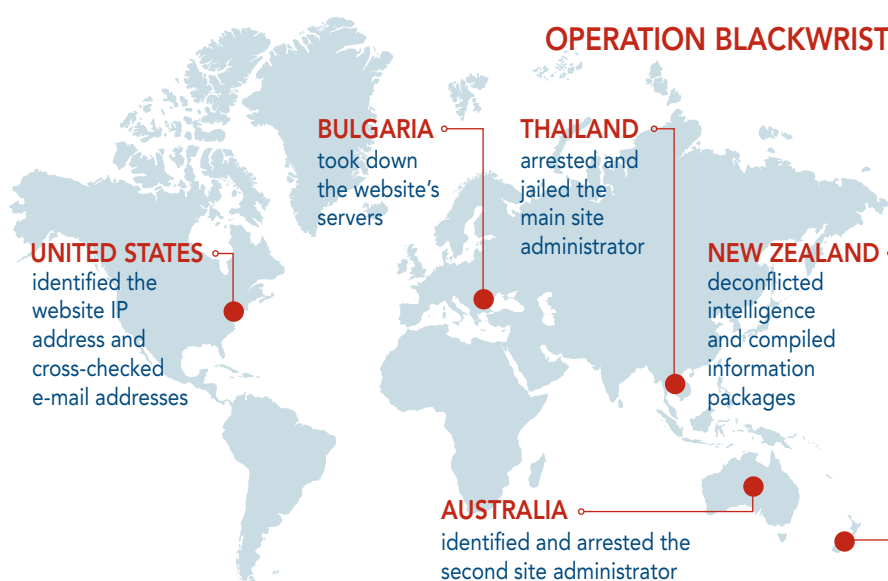 OPERATION BLACKWRIST
BULGARIA
took down
the website's
servers
THAILAND
arrested and
jailed the
main site
administrator
UNITED STATES
identified the
website IP
address and
cross-checked
e-mail addresses
NEW ZEALAND
deconflicted
intelligence
and compiled
information
packages
AUSTRALIA
identified and arrested the
second site administrator